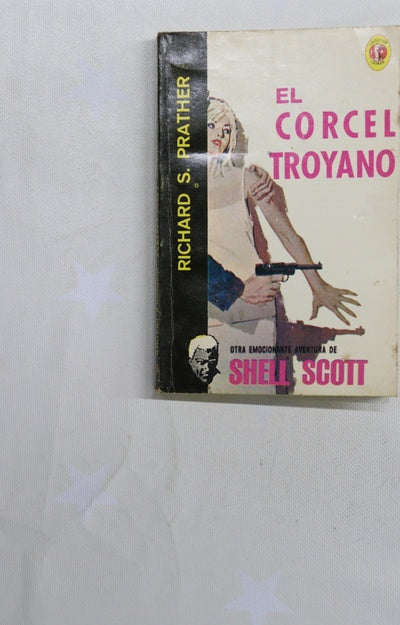 RICHARD S. PRATHER
EL
CORCEL
TROYANO
OTRA EMOCIONANTE AVENTURA DE
SHELL SCOTT